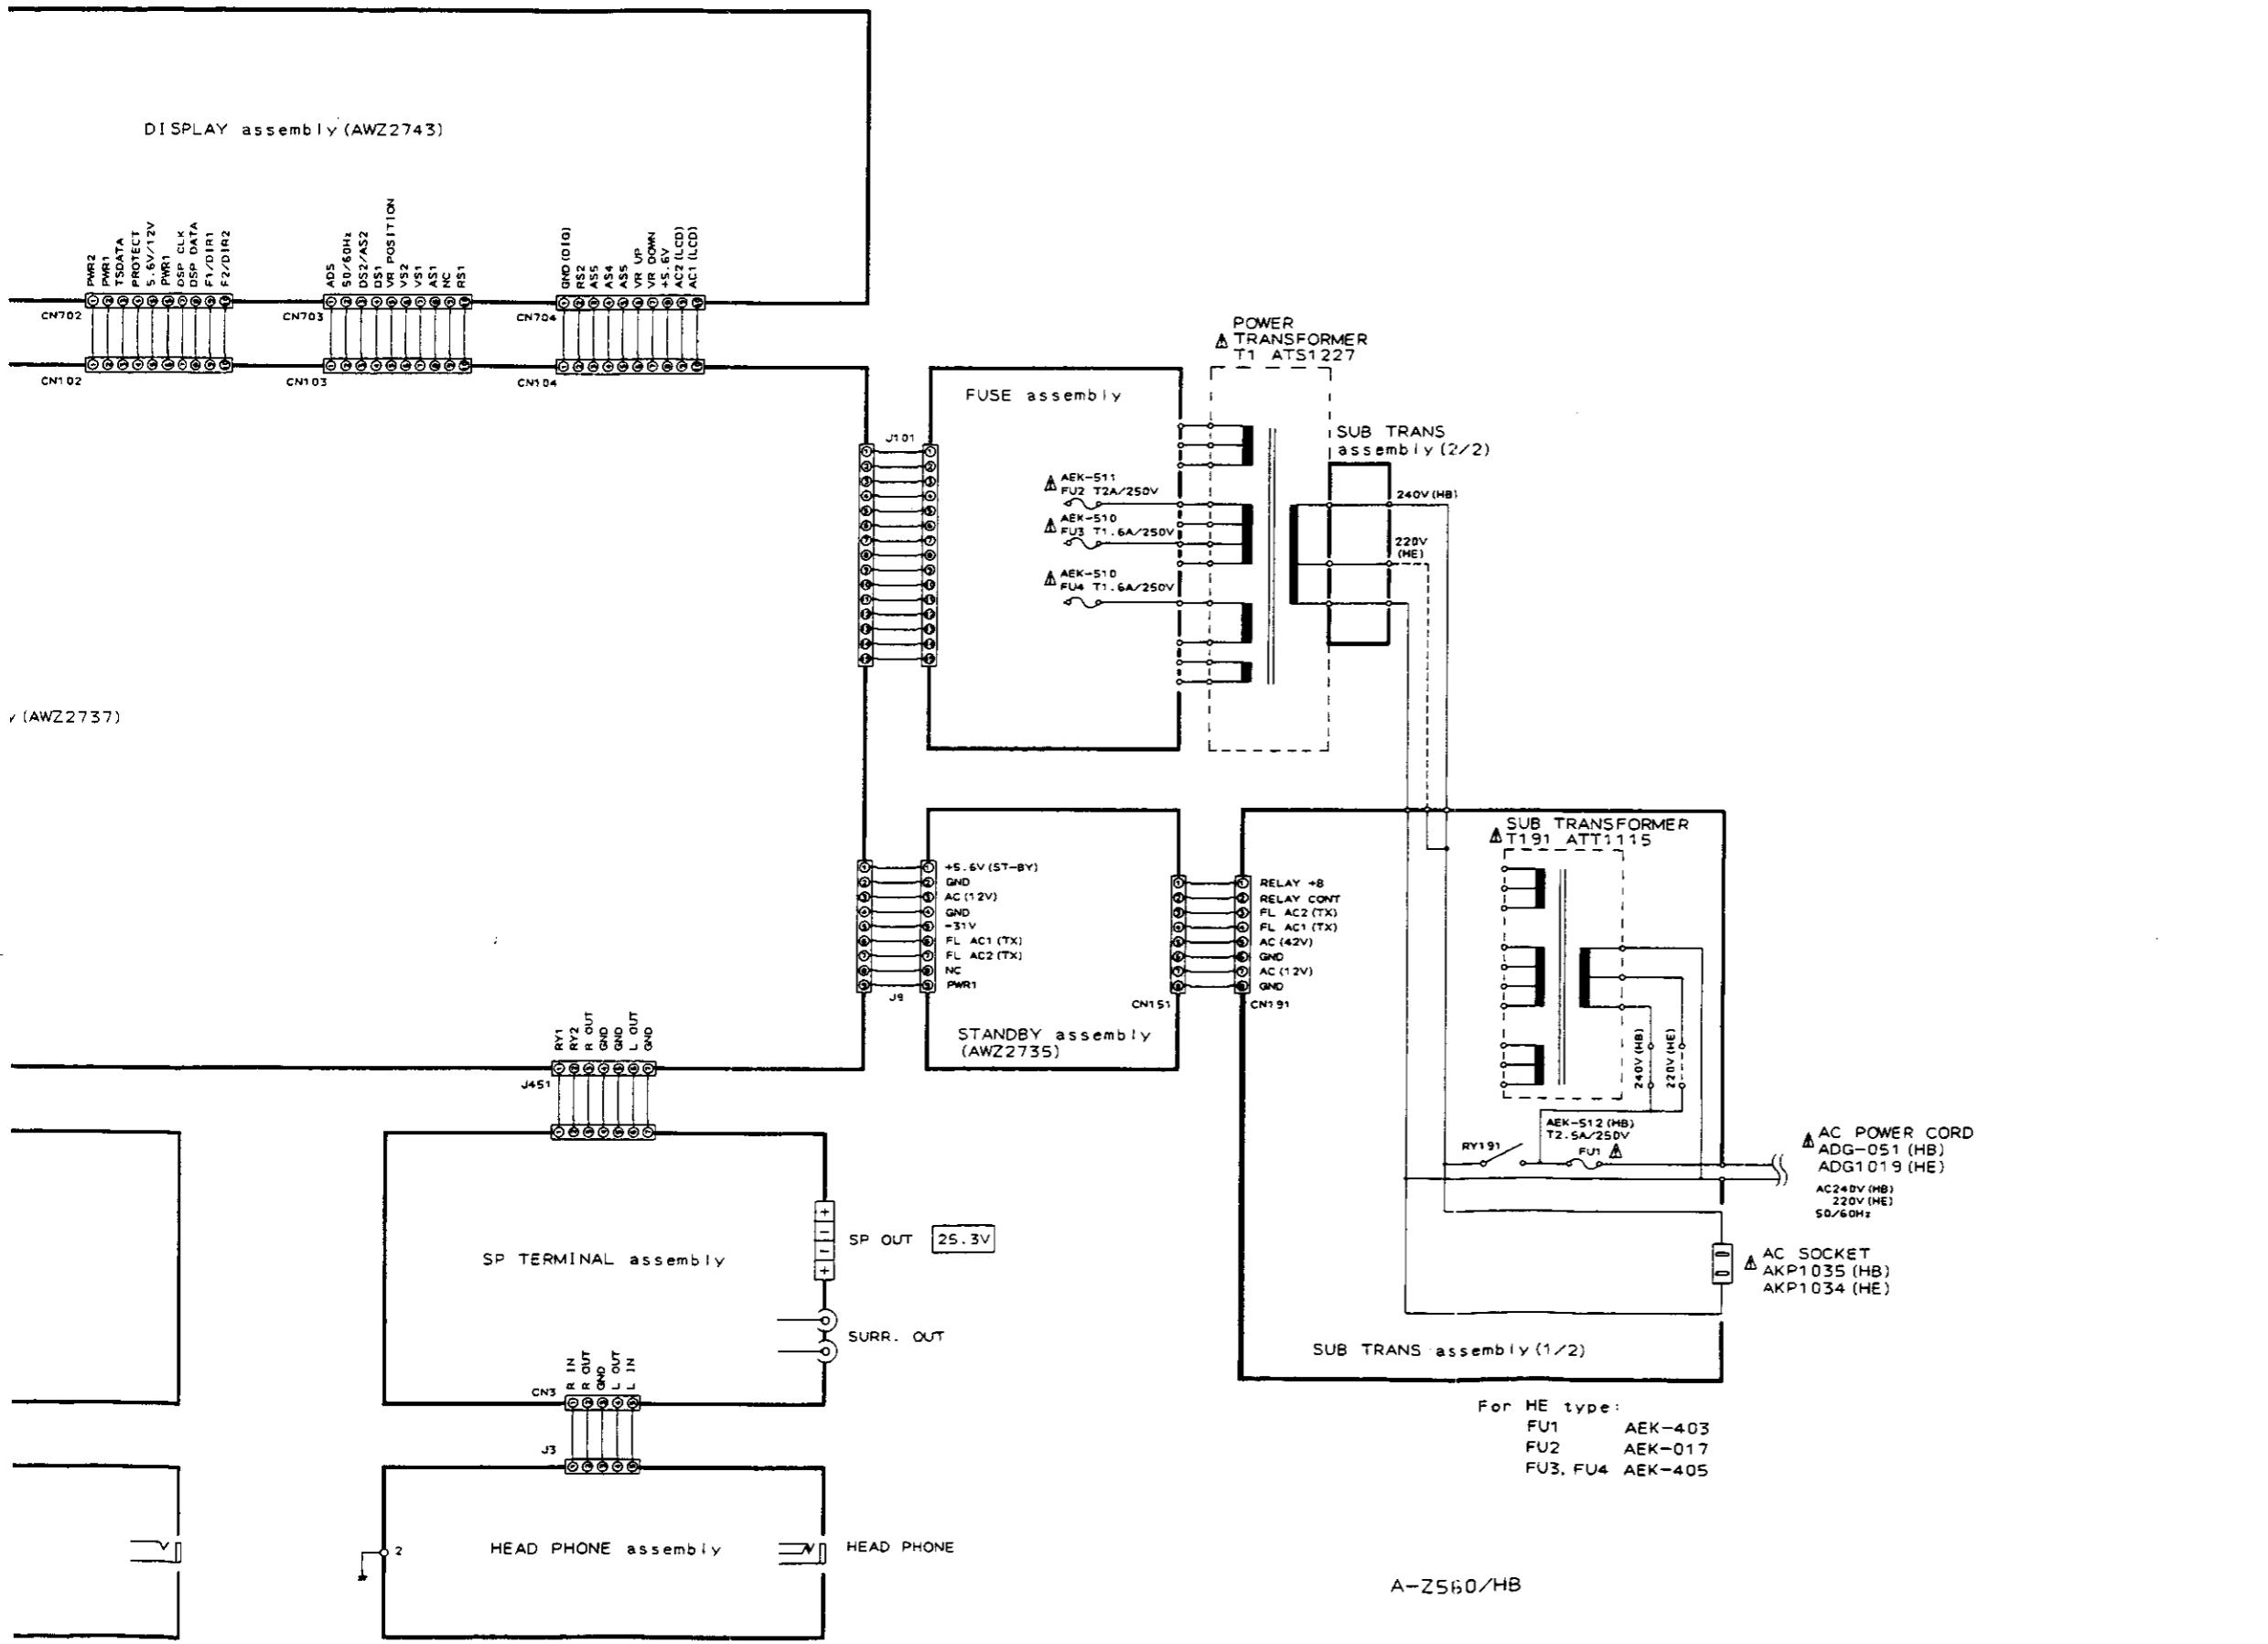 DISPLAY assembly (AWZ2743)
PWR2
PWR1
TSDATA
PROTECT
5.6V/12V
PWR1
DSP CLK
DSP DATA
F1/DIR1
F2/DIR2
ADS
50/60Hz
DS2/AS2
DS1
VR POSITION
VS2
VS1
AS1
NC
RS1
GND (DIG)
RS2
AS5
AS4
AS5
VR UP
VR DOWN
+5.6V
AC2 (LCD)
AC1 (LCD)
CN702
CN703
CN704
CN102
CN103
CN104
POWER
TRANSFORMER
T1 ATS1227
FUSE assembly
J101
SUB TRANS
assembly (2/2)
AEK-511
FU2 T2A/250V
AEK-510
FU3 T1.6A/250V
AEK-510
FU4 T1.6A/250V
240V (HB)
220V
(HE)
y (AWZ2737)
SUB TRANSFORMER
T191 ATT1115
+5.6V (ST-BY)
GND
AC (12V)
GND
-31V
FL AC1 (TX)
FL AC2 (TX)
NC
PWR1
J9
RELAY +B
RELAY CONT
FL AC2 (TX)
FL AC1 (TX)
AC (42V)
GND
AC (12V)
GND
CN151
CN191
STANDBY assembly
(AWZ2735)
240V (HB)
220V (HE)
RY1
RY2
R OUT
GND
GND
L OUT
GND
J451
AEK-512 (HB)
T2.5A/250V
RY191
FU1
AC POWER CORD
ADG-051 (HB)
ADG1019 (HE)
AC240V (HB)
220V (HE)
50/60Hz
SP TERMINAL assembly
+
-
-
+
SP OUT 25.3V
AC SOCKET
AKP1035 (HB)
AKP1034 (HE)
SURR. OUT
SUB TRANS assembly (1/2)
R IN
R OUT
GND
L OUT
L IN
CN3
J3
For HE type:
FU1 AEK-403
FU2 AEK-017
FU3, FU4 AEK-405
2
HEAD PHONE assembly
HEAD PHONE
A-Z560/HB